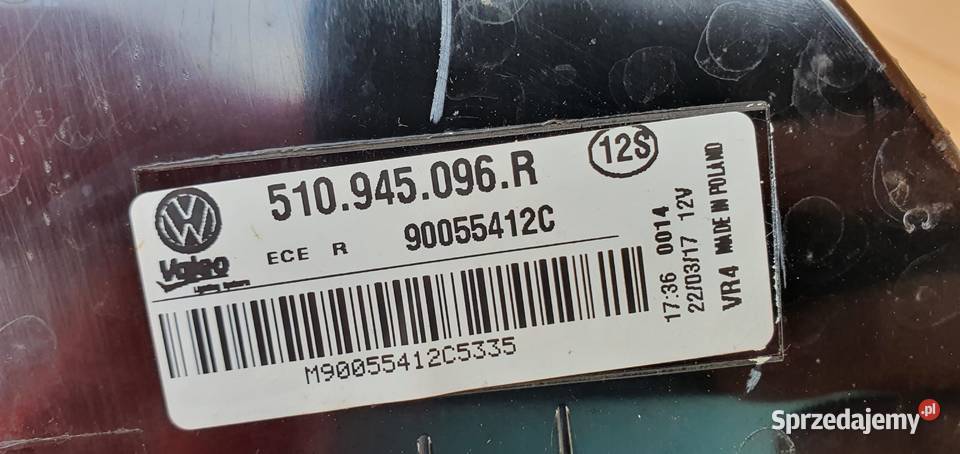 510.945.096.R
12S
VW
Valeo
ECE R 90055412C
M90055412C5335
17:36 0014
22/03/17 12V
VR4 MADE IN POLAND
Sprzedajemy.pl